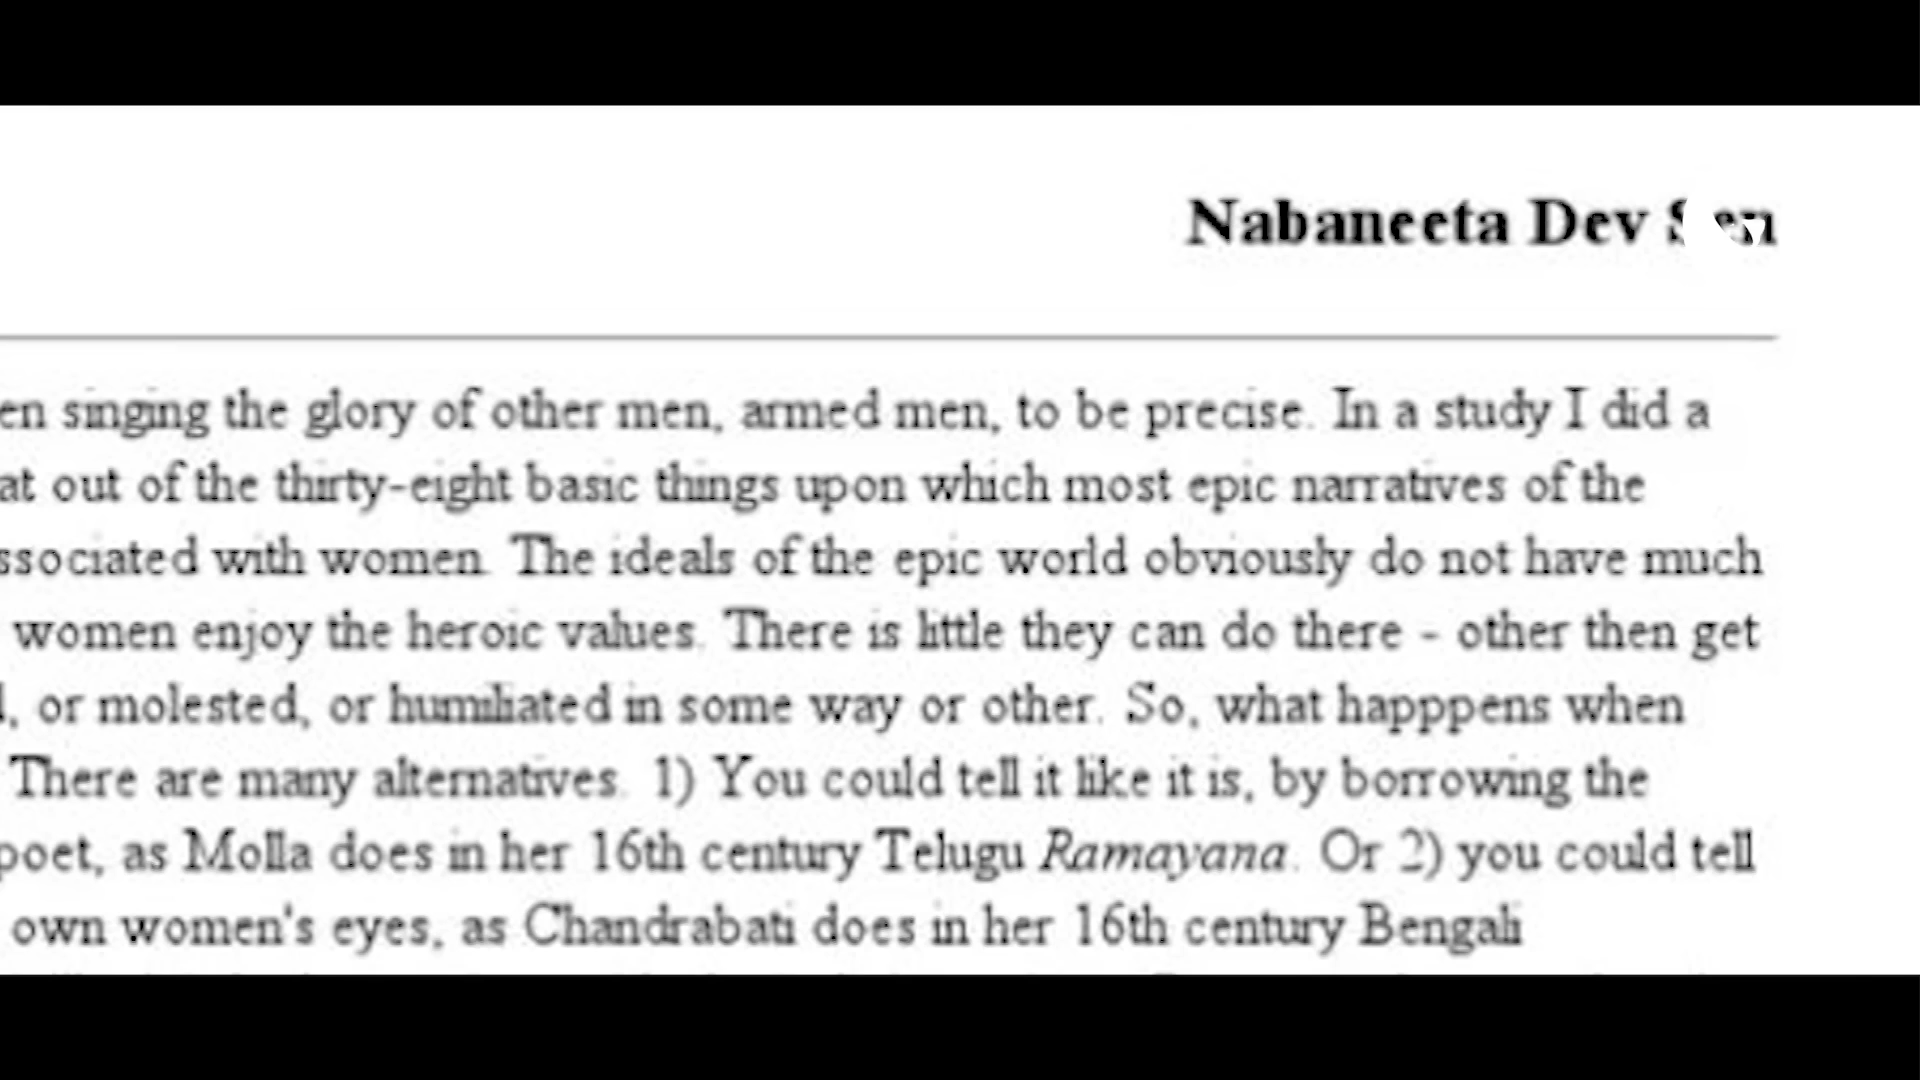 Nabaneeta Dev Sen
en singing the glory of other men, armed men, to be precise. In a study I did a
at out of the thirty-eight basic things upon which most epic narratives of the
ssociated with women. The ideals of the epic world obviously do not have much
women enjoy the heroic values. There is little they can do there - other then get
, or molested, or humiliated in some way or other. So, what happpens when
There are many alternatives. 1) You could tell it like it is, by borrowing the
poet, as Molla does in her 16th century Telugu Ramayana. Or 2) you could tell
own women's eyes, as Chandrabati does in her 16th century Bengali